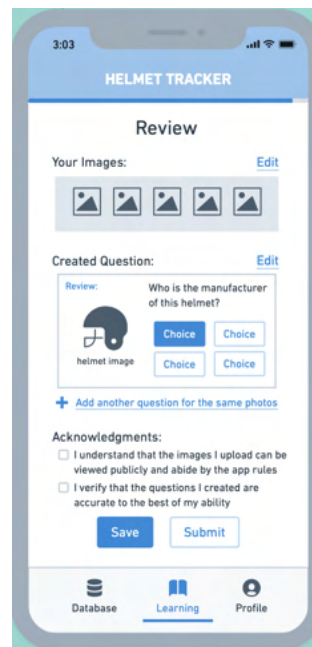 3:03
HELMET TRACKER
Review
Your Images: Edit
Created Question: Edit
Review:
Who is the manufacturer
of this helmet?
Choice Choice
helmet image
Choice Choice
Add another question for the same photos
Acknowledgments:
I understand that the images I upload can be
viewed publicly and abide by the app rules
I verify that the questions I created are
accurate to the best of my ability
Save Submit
Database Learning Profile